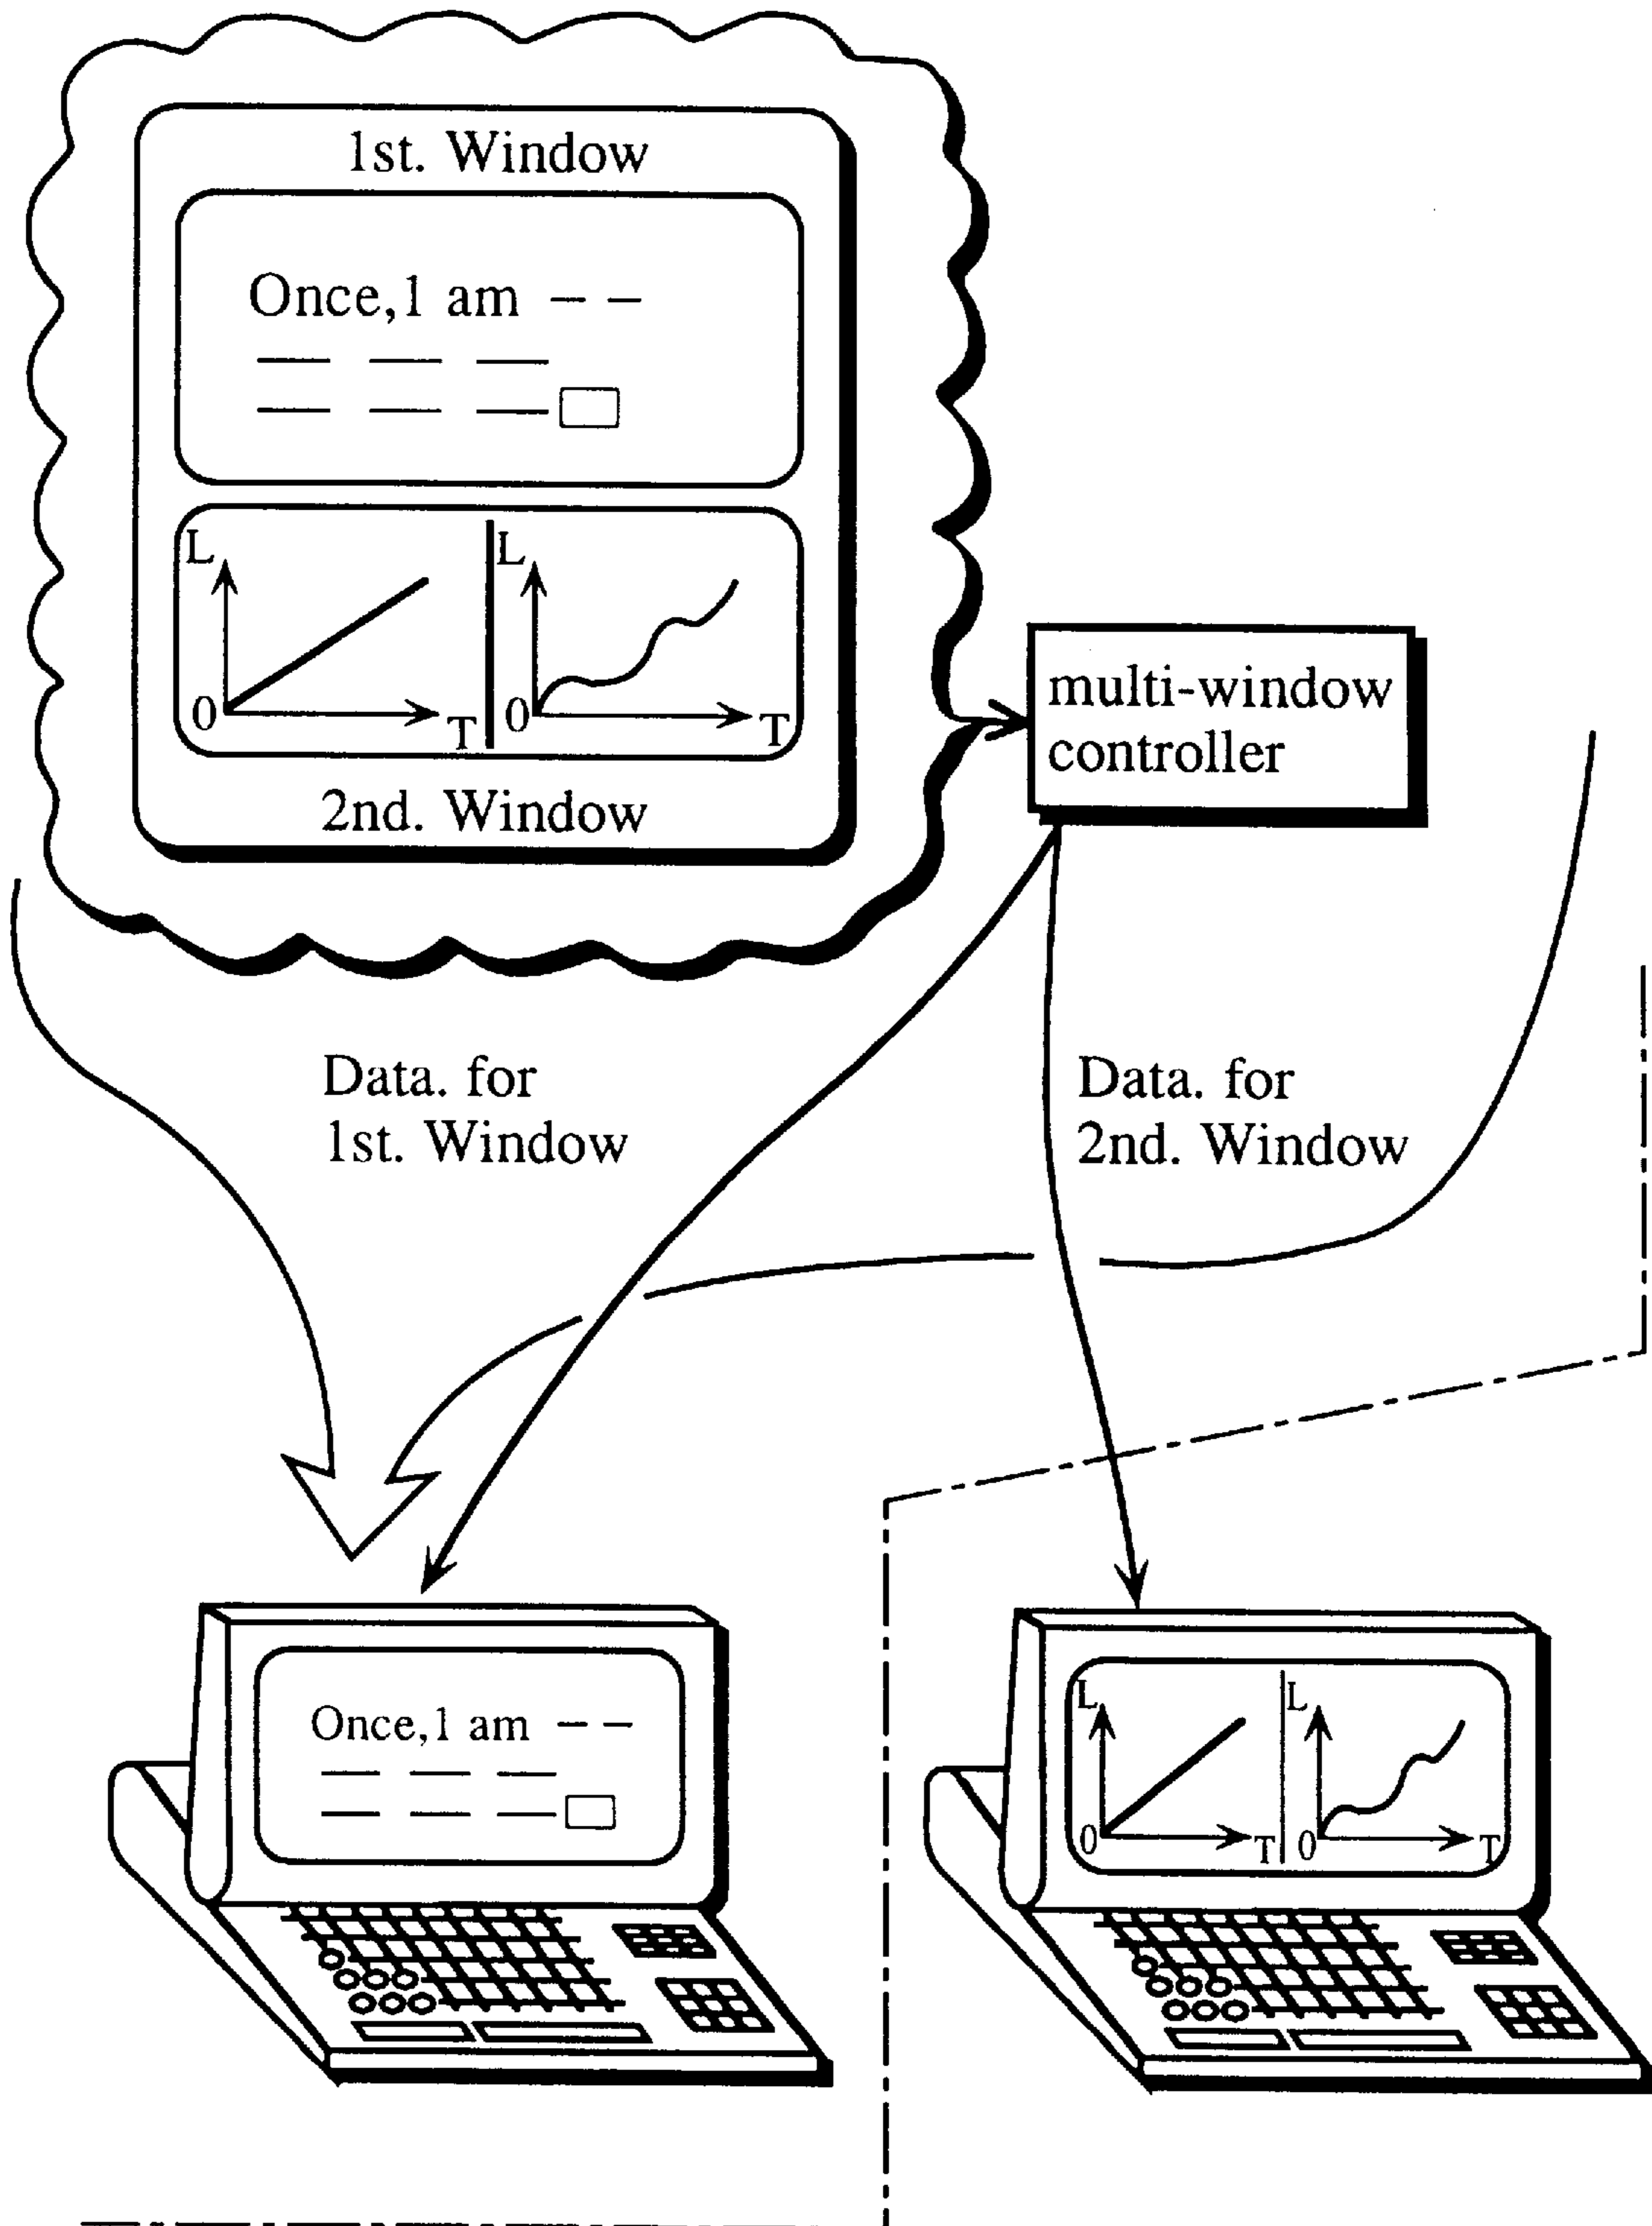 1st. Window
Once,1 am – –
L
L
0
T
0
T
2nd. Window
multi-window
controller
Data. for
1st. Window
Data. for
2nd. Window
Once,1 am – –
L
L
0
T
0
T